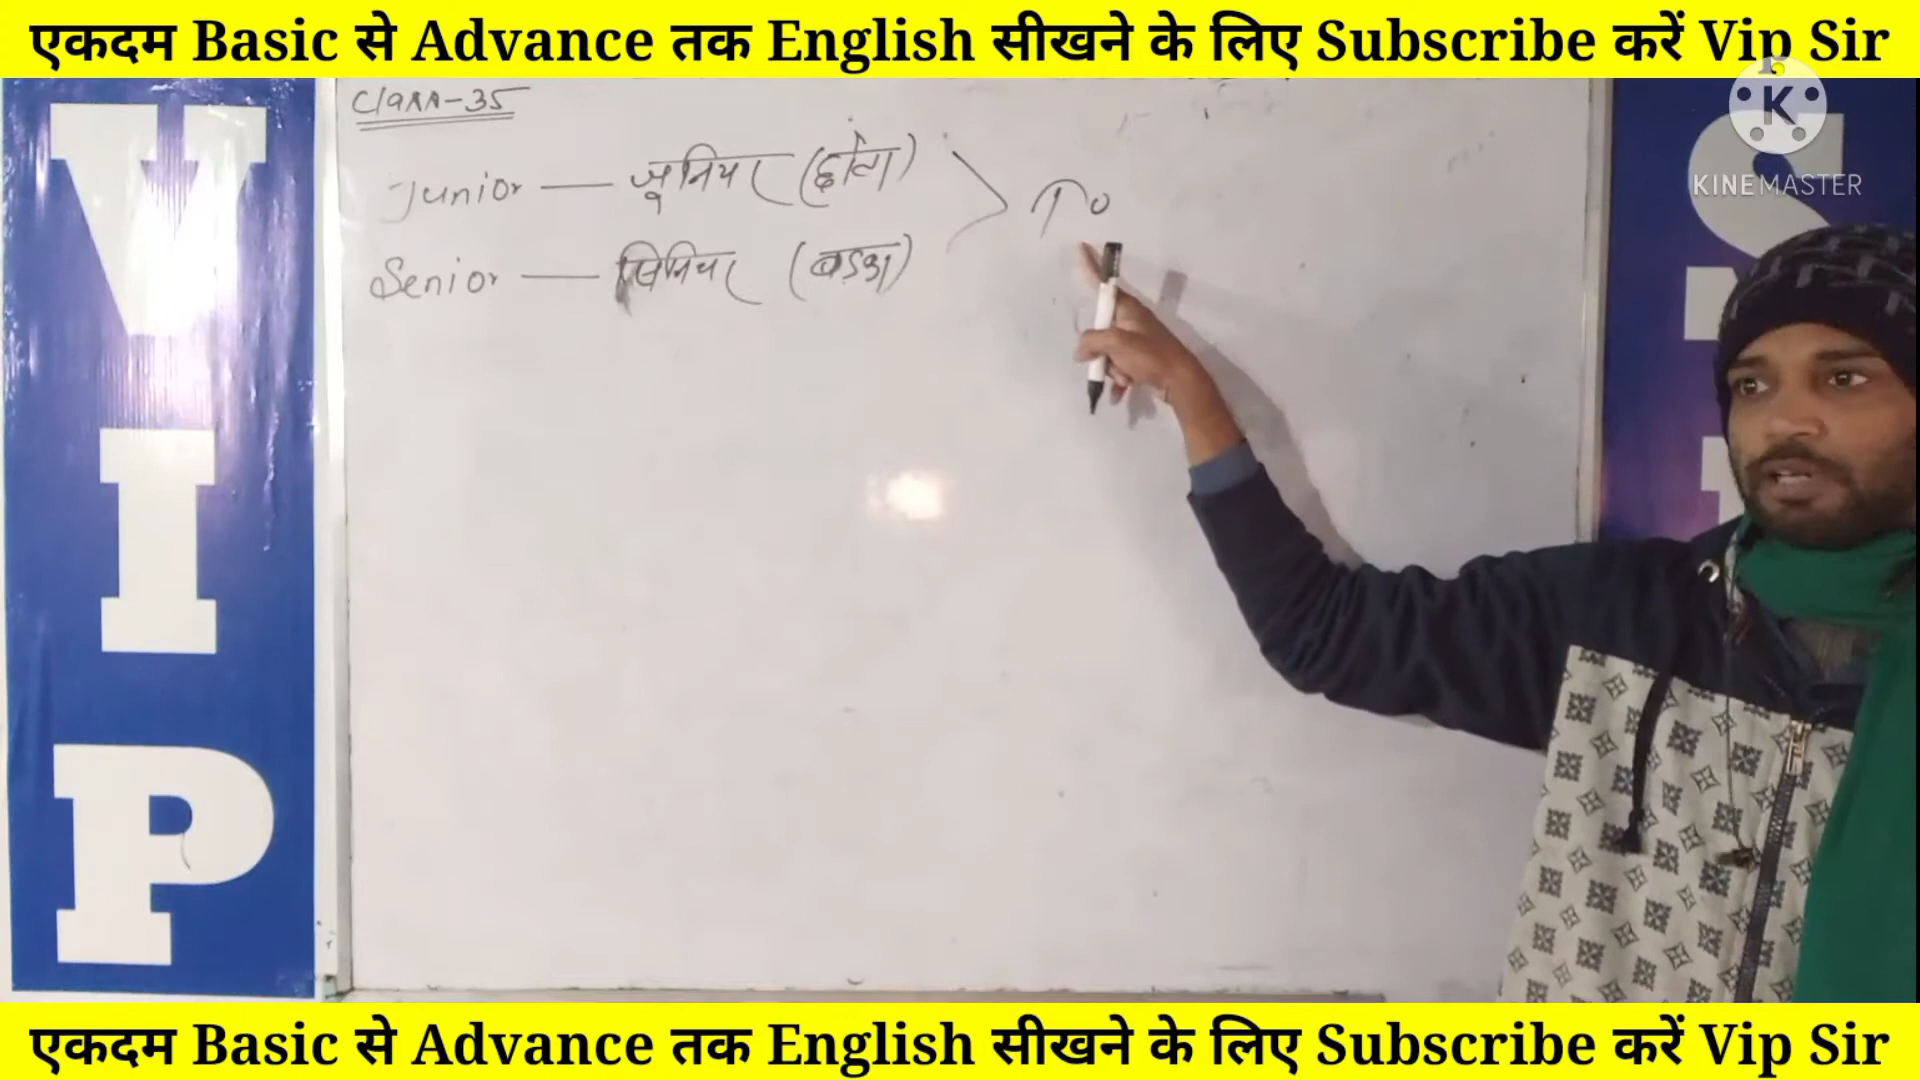 एकदम Basic से Advance तक English सीखने के लिए Subscribe करें Vip Sir
K
KINEMASTER
VIP
S
Class-35
Junior — जूनियर (छोटा)
Senior — सिनियर (बड़का)
To
एकदम Basic से Advance तक English सीखने के लिए Subscribe करें Vip Sir